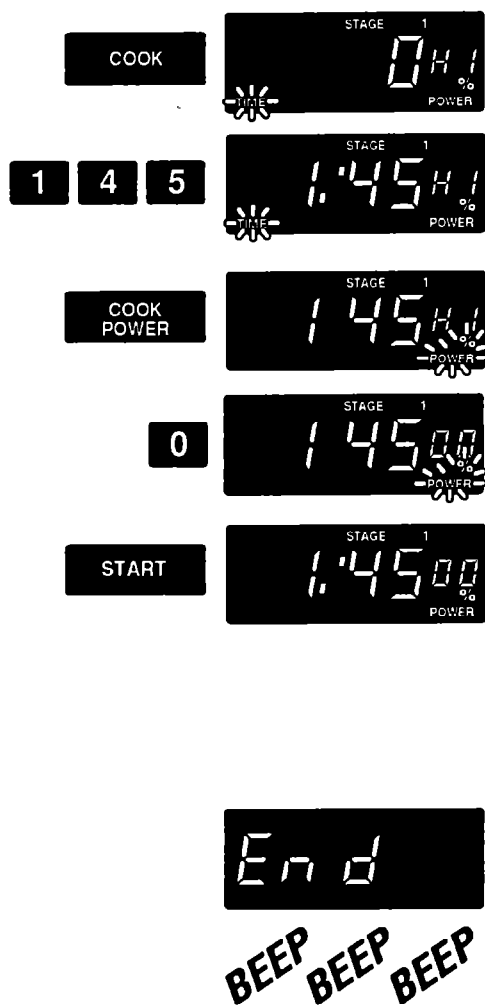 COOK
STAGE 1
0 HI %
TIME POWER
1 4 5
STAGE 1
1:45 HI %
TIME POWER
COOK
POWER
STAGE 1
1 45 HI %
POWER
0
STAGE 1
1 45 00 %
POWER
START
STAGE 1
1:45 00 %
POWER
End
BEEP BEEP BEEP